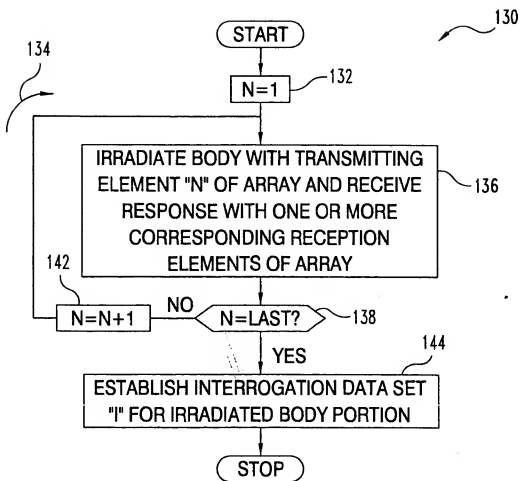 130
START
134
N=1
132
IRRADIATE BODY WITH TRANSMITTING
ELEMENT "N" OF ARRAY AND RECEIVE
RESPONSE WITH ONE OR MORE
CORRESPONDING RECEPTION
ELEMENTS OF ARRAY
136
142
N=N+1
NO
N=LAST?
138
YES
144
ESTABLISH INTERROGATION DATA SET
"I" FOR IRRADIATED BODY PORTION
STOP